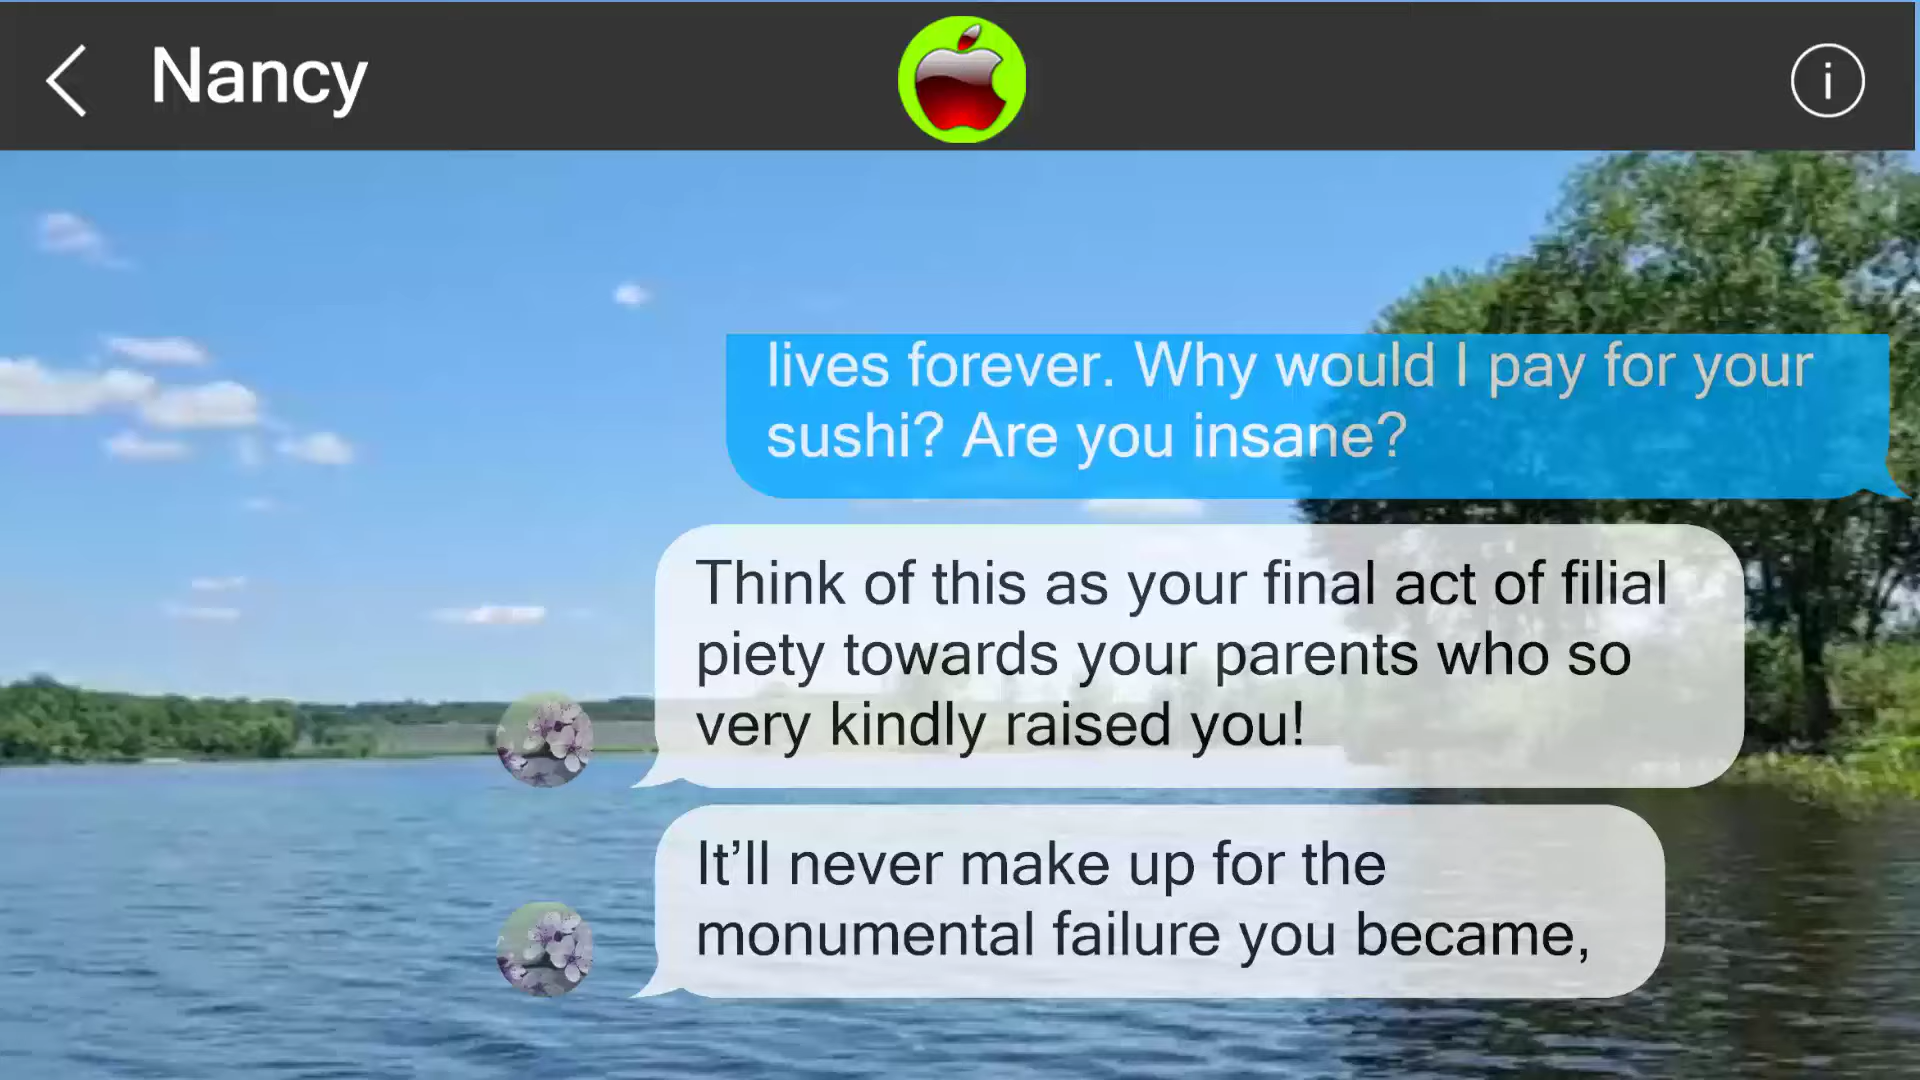 Nancy
lives forever. Why would I pay for your
sushi? Are you insane?
Think of this as your final act of filial
piety towards your parents who so
very kindly raised you!
It’ll never make up for the
monumental failure you became,